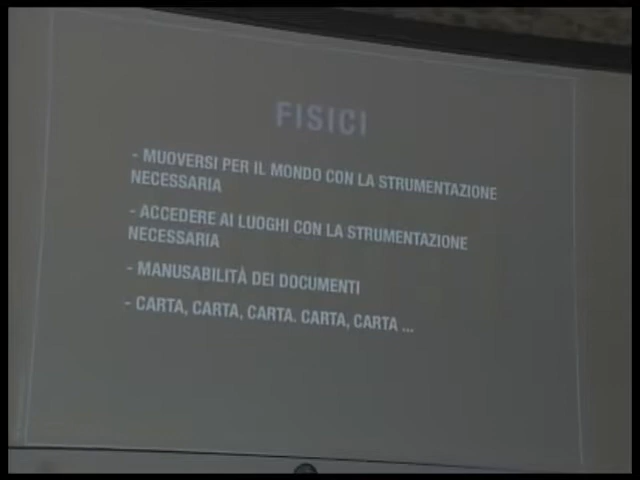 FISICI
- MUOVERSI PER IL MONDO CON LA STRUMENTAZIONE
NECESSARIA
- ACCEDERE AI LUOGHI CON LA STRUMENTAZIONE
NECESSARIA
- MANUSABILITÀ DEI DOCUMENTI
- CARTA, CARTA, CARTA. CARTA, CARTA ...